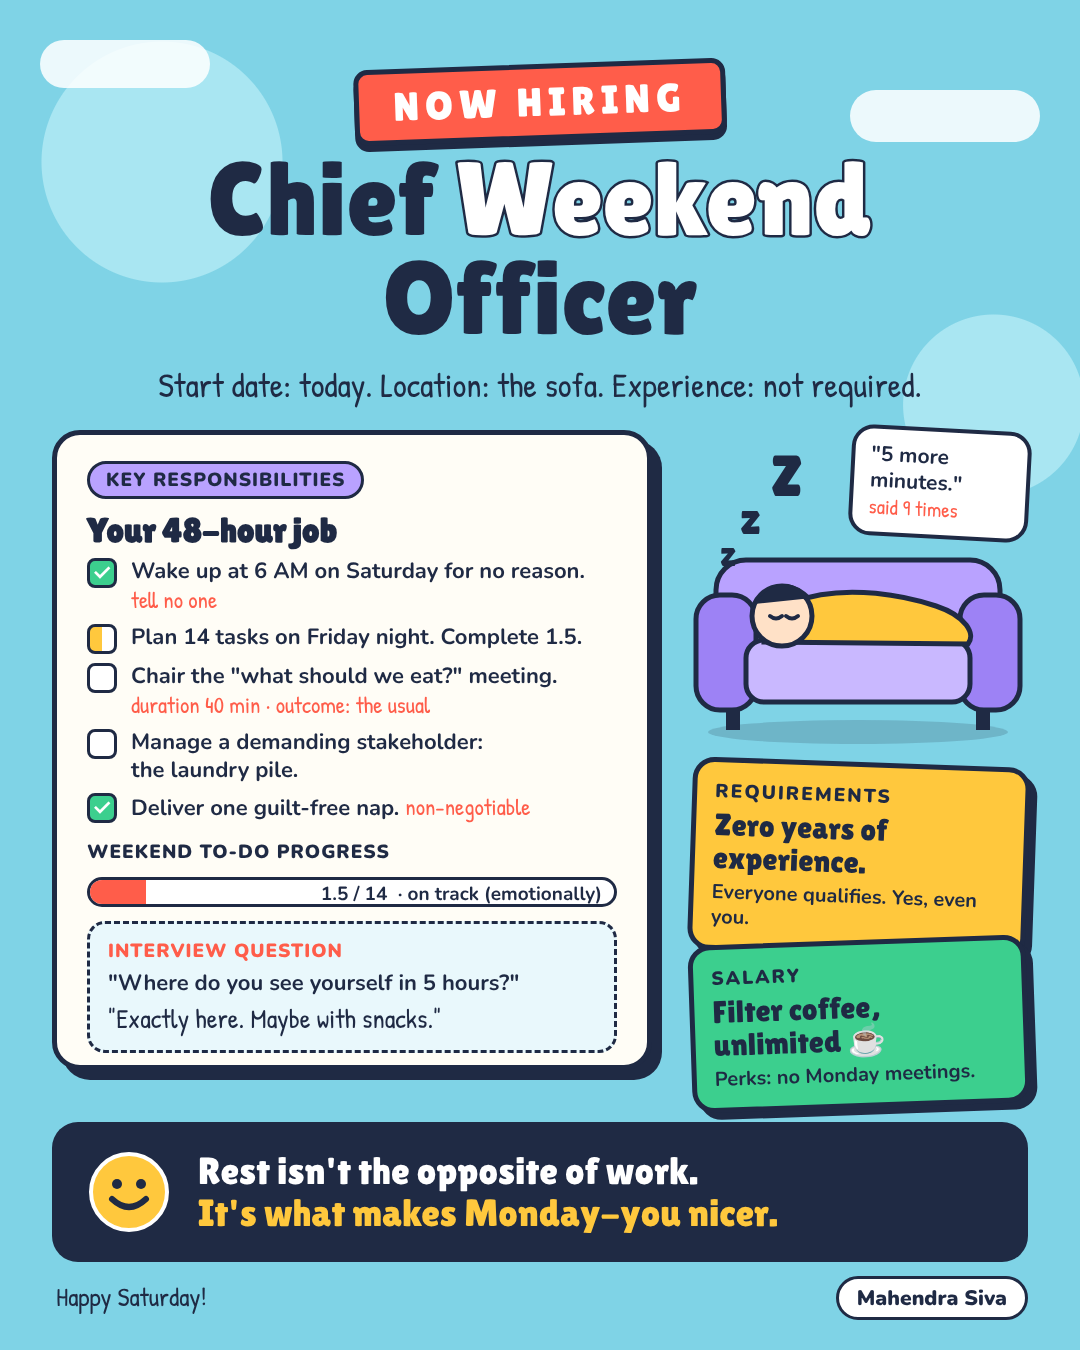 NOW HIRING
Chief Weekend
Officer
Start date: today. Location: the sofa. Experience: not required.
KEY RESPONSIBILITIES
Your 48-hour job
Wake up at 6 AM on Saturday for no reason.
tell no one
Plan 14 tasks on Friday night. Complete 1.5.
Chair the "what should we eat?" meeting.
duration 40 min · outcome: the usual
Manage a demanding stakeholder:
the laundry pile.
Deliver one guilt-free nap. non-negotiable
WEEKEND TO-DO PROGRESS
1.5 / 14 · on track (emotionally)
INTERVIEW QUESTION
"Where do you see yourself in 5 hours?"
"Exactly here. Maybe with snacks."
Z
z
z
"5 more
minutes."
said 9 times
REQUIREMENTS
Zero years of
experience.
Everyone qualifies. Yes, even
you.
SALARY
Filter coffee,
unlimited ☕
Perks: no Monday meetings.
Rest isn't the opposite of work.
It's what makes Monday-you nicer.
Happy Saturday!
Mahendra Siva